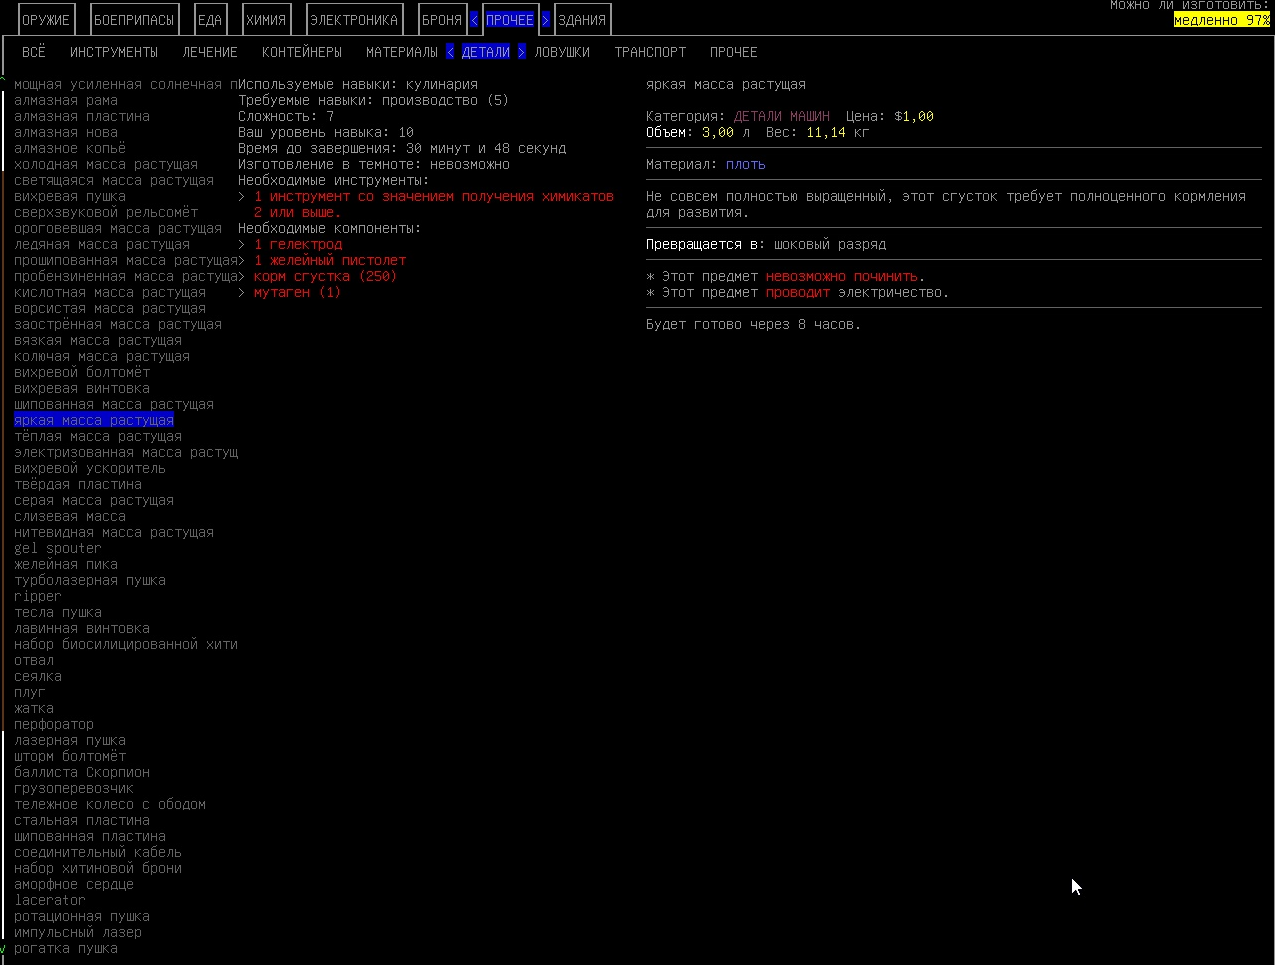 Можно ли изготовить:
ОРУЖИЕ БОЕПРИПАСЫ ЕДА ХИМИЯ ЭЛЕКТРОНИКА БРОНЯ < ПРОЧЕЕ > ЗДАНИЯ
медленно 97%
ВСЁ ИНСТРУМЕНТЫ ЛЕЧЕНИЕ КОНТЕЙНЕРЫ МАТЕРИАЛЫ < ДЕТАЛИ > ЛОВУШКИ ТРАНСПОРТ ПРОЧЕЕ
мощная усиленная солнечная п
алмазная рама
алмазная пластина
алмазная нова
алмазное копьё
холодная масса растущая
светящаяся масса растущая
вихревая пушка
сверхзвуковой рельсомёт
ороговевшая масса растущая
ледяная масса растущая
прошипованная масса растущая
пробензиненная масса растуща
кислотная масса растущая
ворсистая масса растущая
заострённая масса растущая
вязкая масса растущая
колючая масса растущая
вихревой болтомёт
вихревая винтовка
шипованная масса растущая
яркая масса растущая
тёплая масса растущая
электризованная масса растущ
вихревой ускоритель
твёрдая пластина
серая масса растущая
слизевая масса
нитевидная масса растущая
gel spouter
желейная пика
турболазерная пушка
ripper
тесла пушка
лавинная винтовка
набор биосилицированной хити
отвал
сеялка
плуг
жатка
перфоратор
лазерная пушка
шторм болтомёт
баллиста Скорпион
грузоперевозчик
тележное колесо с ободом
стальная пластина
шипованная пластина
соединительный кабель
набор хитиновой брони
аморфное сердце
lacerator
ротационная пушка
импульсный лазер
рогатка пушка
Используемые навыки: кулинария
Требуемые навыки: производство (5)
Сложность: 7
Ваш уровень навыка: 10
Время до завершения: 30 минут и 48 секунд
Изготовление в темноте: невозможно
Необходимые инструменты:
> 1 инструмент со значением получения химикатов
2 или выше.
Необходимые компоненты:
> 1 гелектрод
> 1 желейный пистолет
> корм сгустка (250)
> мутаген (1)
яркая масса растущая
Категория: ДЕТАЛИ МАШИН Цена: $1,00
Объем: 3,00 л Вес: 11,14 кг
Материал: плоть
Не совсем полностью выращенный, этот сгусток требует полноценного кормления
для развития.
Превращается в: шоковый разряд
* Этот предмет невозможно починить.
* Этот предмет проводит электричество.
Будет готово через 8 часов.